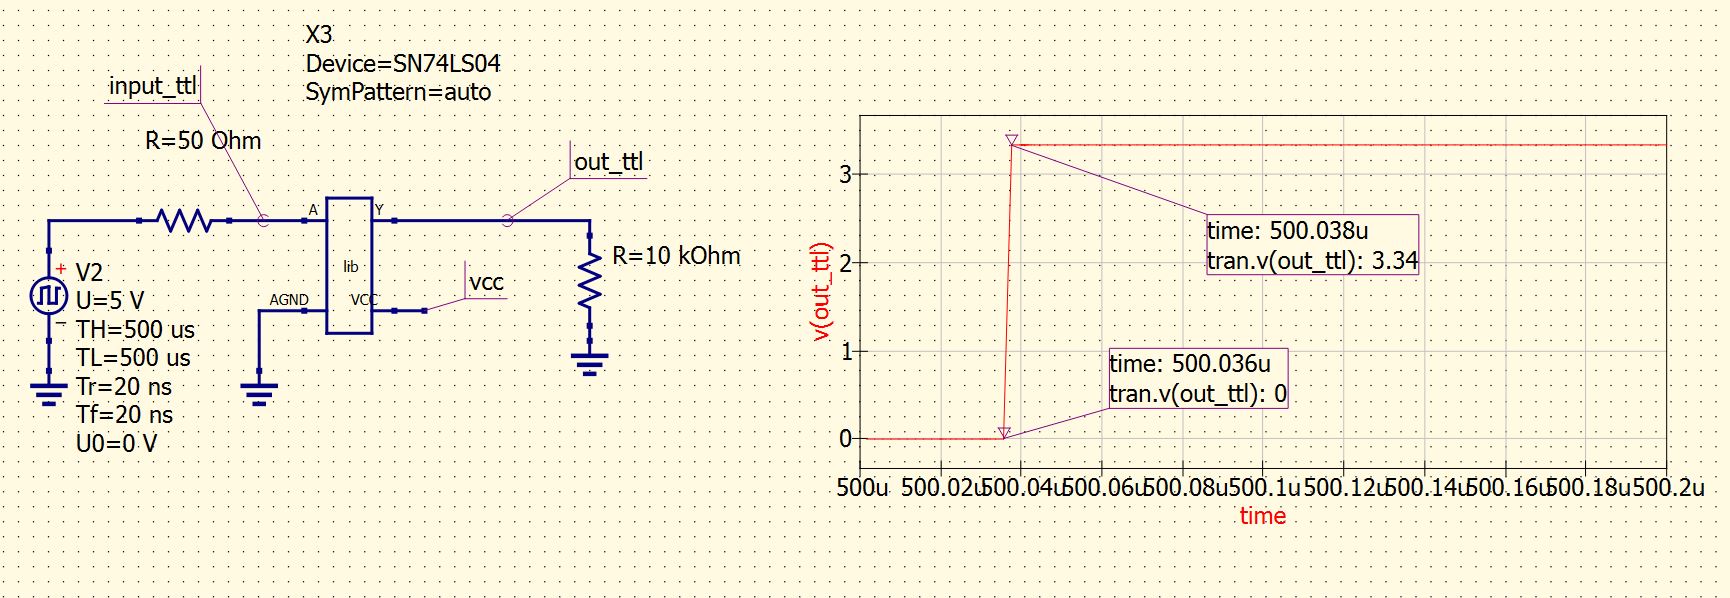 X3
Device=SN74LS04
SymPattern=auto
input_ttl
R=50 Ohm
out_ttl
A
Y
lib
R=10 kOhm
vcc
AGND
VCC
+
V2
U=5 V
−
TH=500 us
TL=500 us
Tr=20 ns
Tf=20 ns
U0=0 V
v(out_ttl)
3
2
1
0
time: 500.038u
tran.v(out_ttl): 3.34
time: 500.036u
tran.v(out_ttl): 0
500u 500.02u 500.04u 500.06u 500.08u 500.1u 500.12u 500.14u 500.16u 500.18u 500.2u
time